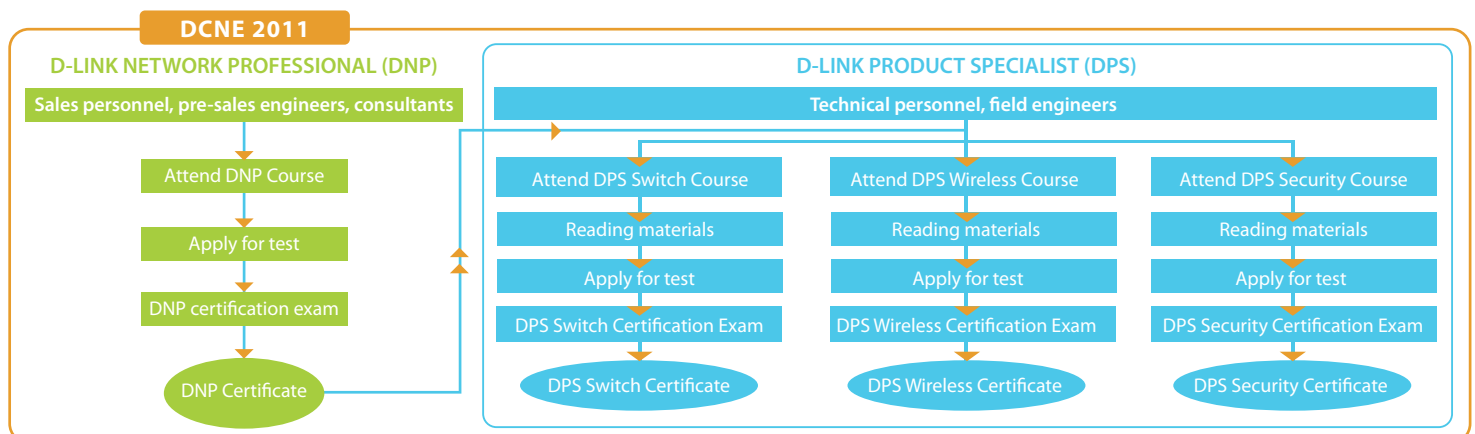 DCNE 2011
D-LINK NETWORK PROFESSIONAL (DNP)
Sales personnel, pre-sales engineers, consultants
Attend DNP Course
Apply for test
DNP certification exam
DNP Certificate
D-LINK PRODUCT SPECIALIST (DPS)
Technical personnel, field engineers
Attend DPS Switch Course
Reading materials
Apply for test
DPS Switch Certification Exam
DPS Switch Certificate
Attend DPS Wireless Course
Reading materials
Apply for test
DPS Wireless Certification Exam
DPS Wireless Certificate
Attend DPS Security Course
Reading materials
Apply for test
DPS Security Certification Exam
DPS Security Certificate